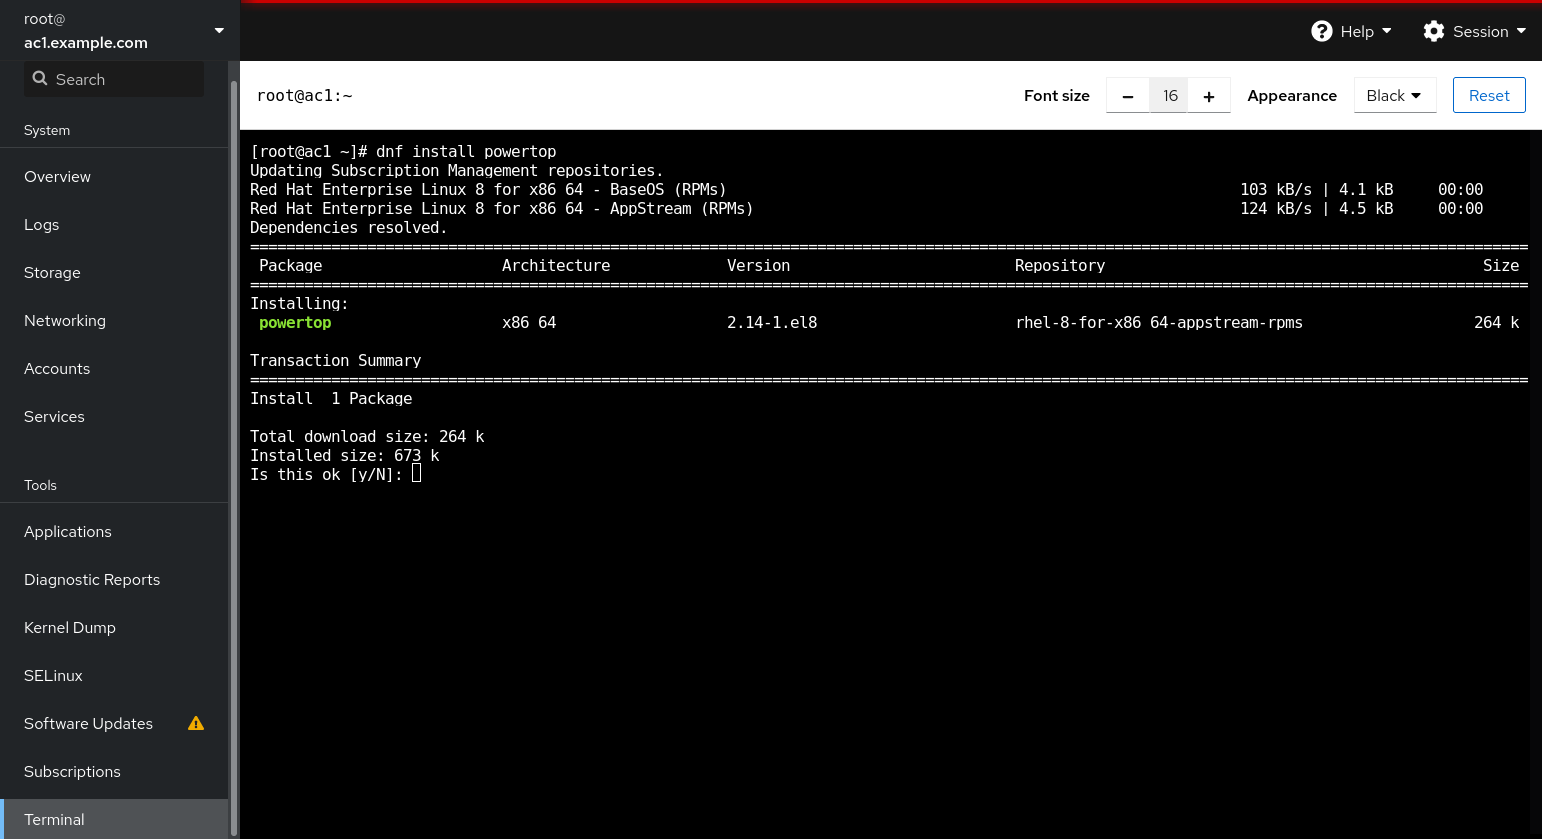 root@
ac1.example.com
Help
Session
Search
System
Overview
Logs
Storage
Networking
Accounts
Services
Tools
Applications
Diagnostic Reports
Kernel Dump
SELinux
Software Updates
Subscriptions
Terminal
root@ac1:~
Font size − 16 + Appearance Black Reset
[root@ac1 ~]# dnf install powertop
Updating Subscription Management repositories.
Red Hat Enterprise Linux 8 for x86 64 - BaseOS (RPMs) 103 kB/s | 4.1 kB 00:00
Red Hat Enterprise Linux 8 for x86 64 - AppStream (RPMs) 124 kB/s | 4.5 kB 00:00
Dependencies resolved.
==============================================================================================================================================
Package Architecture Version Repository Size
==============================================================================================================================================
Installing:
powertop x86 64 2.14-1.el8 rhel-8-for-x86 64-appstream-rpms 264 k
Transaction Summary
==============================================================================================================================================
Install 1 Package
Total download size: 264 k
Installed size: 673 k
Is this ok [y/N]: